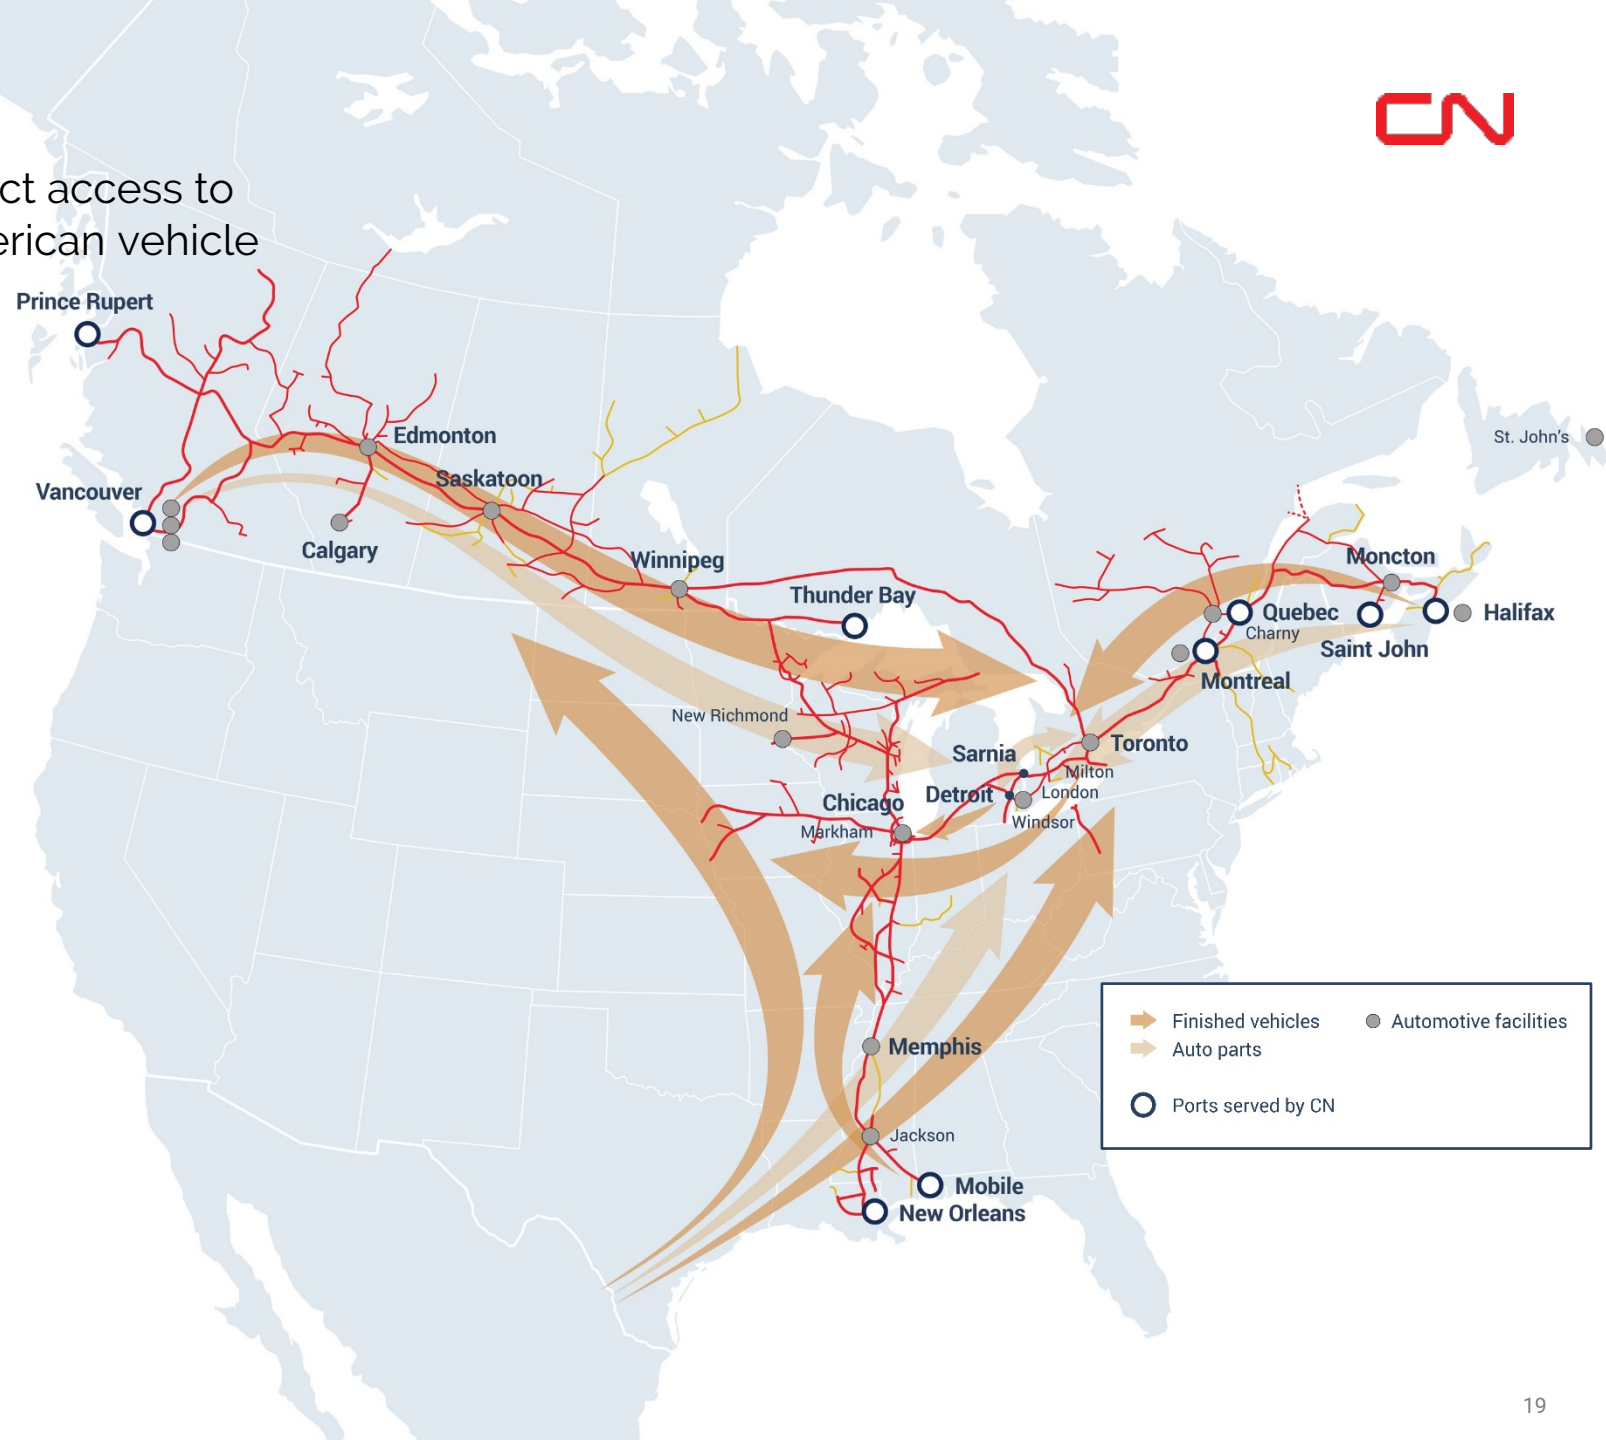 CN
ct access to
erican vehicle
Prince Rupert
Edmonton
St. John's
Saskatoon
Vancouver
Calgary
Winnipeg
Moncton
Thunder Bay
Quebec
Halifax
Charny
Saint John
Montreal
New Richmond
Toronto
Sarnia
Milton
Detroit
London
Chicago
Windsor
Markham
Finished vehicles
Automotive facilities
Auto parts
Ports served by CN
Memphis
Jackson
Mobile
New Orleans
19